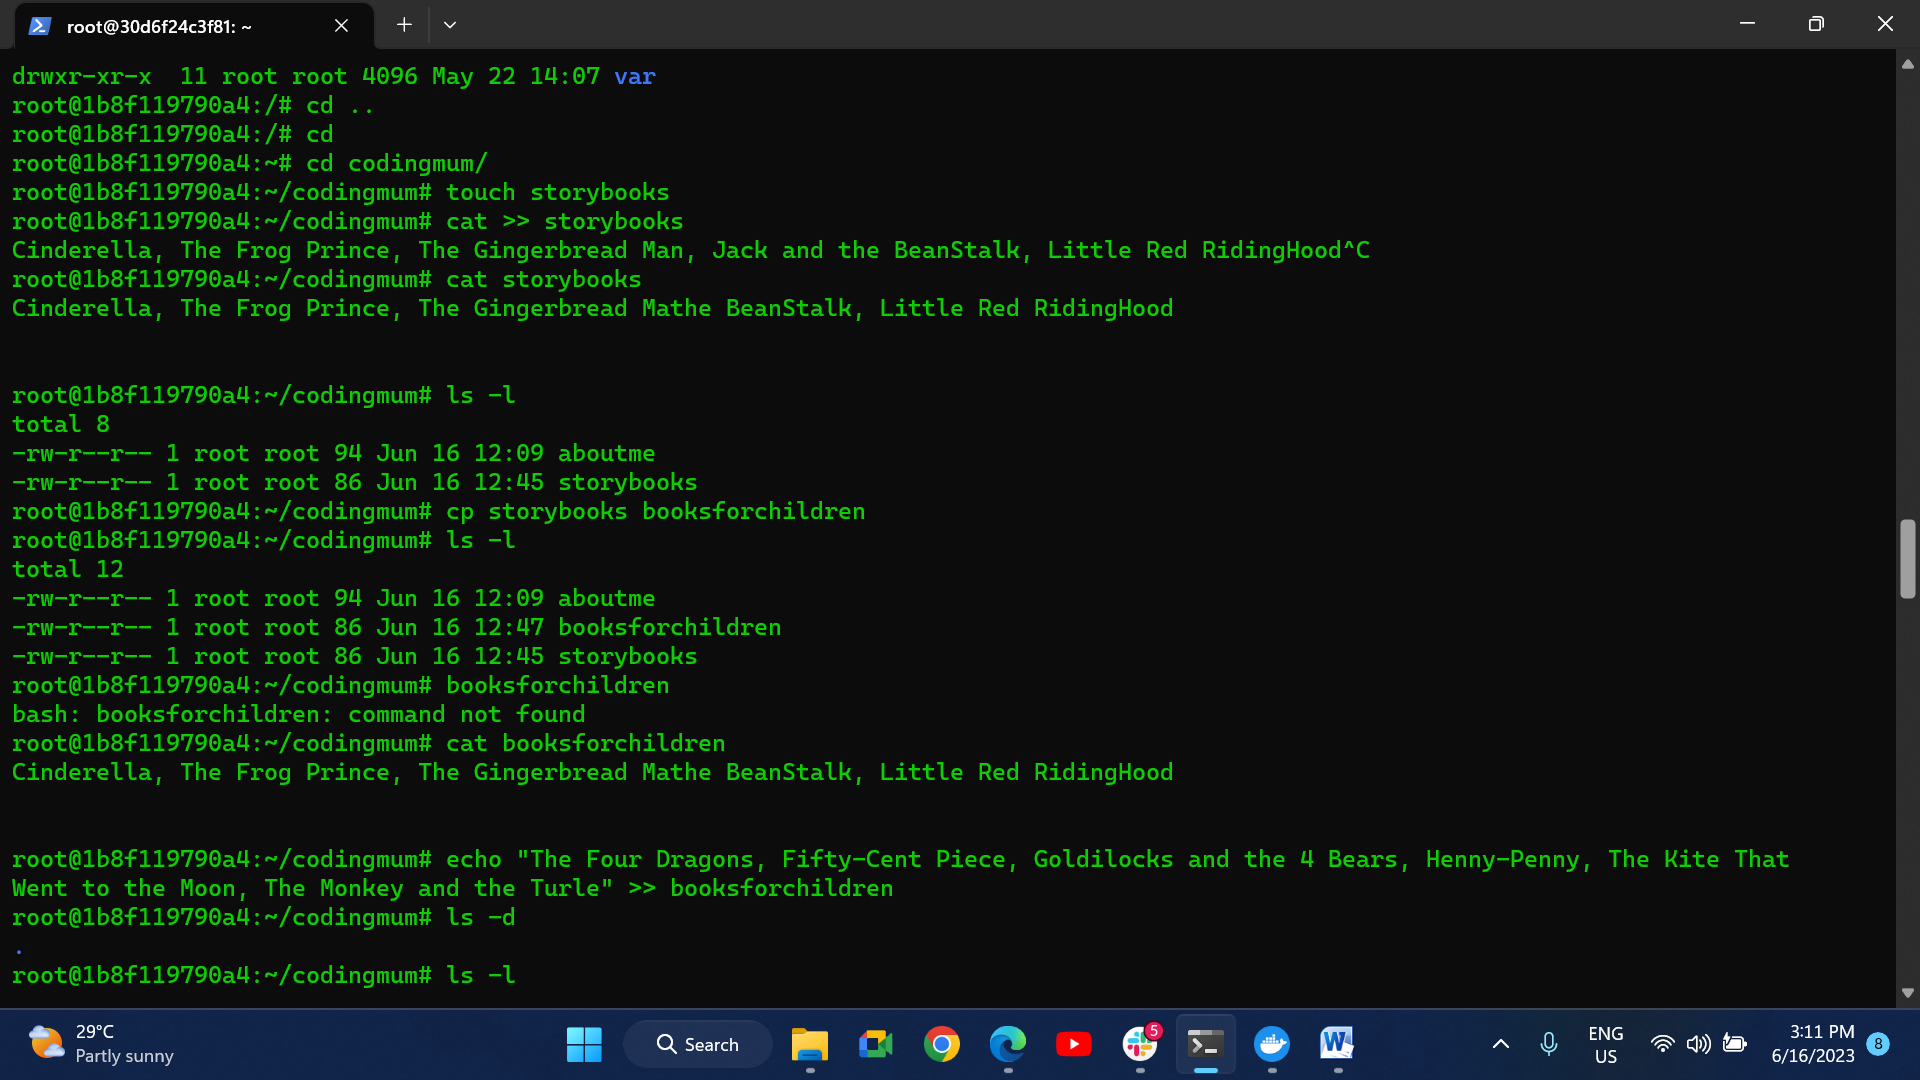 root@30d6f24c3f81: ~
drwxr-xr-x  11 root root 4096 May 22 14:07 var
root@1b8f119790a4:/# cd ..
root@1b8f119790a4:/# cd
root@1b8f119790a4:~# cd codingmum/
root@1b8f119790a4:~/codingmum# touch storybooks
root@1b8f119790a4:~/codingmum# cat >> storybooks
Cinderella, The Frog Prince, The Gingerbread Man, Jack and the BeanStalk, Little Red RidingHood^C
root@1b8f119790a4:~/codingmum# cat storybooks
Cinderella, The Frog Prince, The Gingerbread Mathe BeanStalk, Little Red RidingHood
root@1b8f119790a4:~/codingmum# ls -l
total 8
-rw-r--r-- 1 root root 94 Jun 16 12:09 aboutme
-rw-r--r-- 1 root root 86 Jun 16 12:45 storybooks
root@1b8f119790a4:~/codingmum# cp storybooks booksforchildren
root@1b8f119790a4:~/codingmum# ls -l
total 12
-rw-r--r-- 1 root root 94 Jun 16 12:09 aboutme
-rw-r--r-- 1 root root 86 Jun 16 12:47 booksforchildren
-rw-r--r-- 1 root root 86 Jun 16 12:45 storybooks
root@1b8f119790a4:~/codingmum# booksforchildren
bash: booksforchildren: command not found
root@1b8f119790a4:~/codingmum# cat booksforchildren
Cinderella, The Frog Prince, The Gingerbread Mathe BeanStalk, Little Red RidingHood
root@1b8f119790a4:~/codingmum# echo "The Four Dragons, Fifty-Cent Piece, Goldilocks and the 4 Bears, Henny-Penny, The Kite That
Went to the Moon, The Monkey and the Turle" >> booksforchildren
root@1b8f119790a4:~/codingmum# ls -d
.
root@1b8f119790a4:~/codingmum# ls -l
29°C
Partly sunny
Search
5
W
ENG
US
3:11 PM
6/16/2023
8